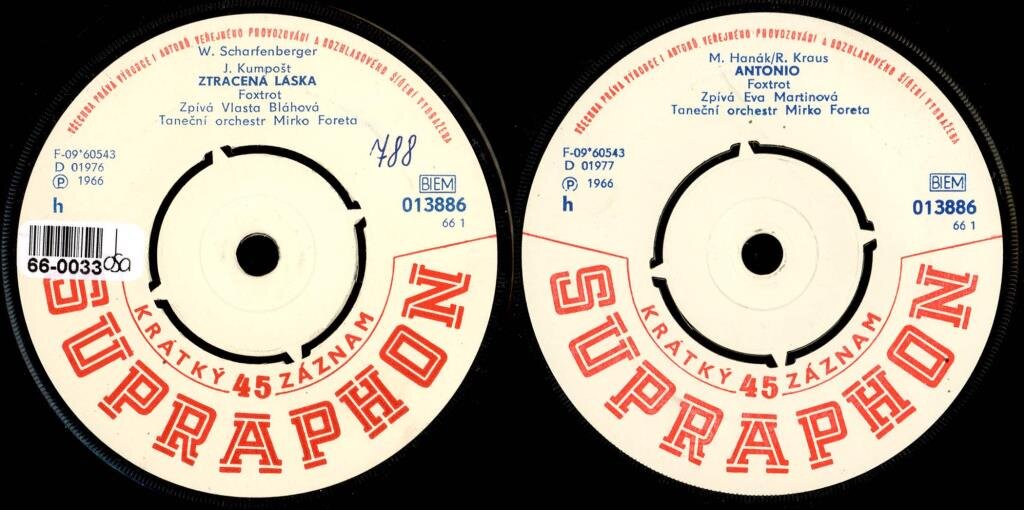 VŠECHNA PRÁVA VÝROBCE I AUTORŮ, VEŘEJNÉHO PROVOZOVÁNÍ A ROZHLASOVÉHO ŠÍŘENÍ VYHRAŽENA
W. Scharfenberger
J. Kumpošt
ZTRACENÁ LÁSKA
Foxtrot
Zpívá Vlasta Bláhová
Taneční orchestr Mirko Foreta
788
F-09*60543
D 01976
Ⓟ 1966
h
BIEM
013886
66 1
66-0033
KRÁTKÝ 45 ZÁZNAM
SUPRAPHON
VŠECHNA PRÁVA VÝROBCE I AUTORŮ, VEŘEJNÉHO PROVOZOVÁNÍ A ROZHLASOVÉHO ŠÍŘENÍ VYHRAŽENA
M. Hanák/R. Kraus
ANTONIO
Foxtrot
Zpívá Eva Martinová
Taneční orchestr Mirko Foreta
F-09*60543
D 01977
Ⓟ 1966
h
BIEM
013886
66 1
KRÁTKÝ 45 ZÁZNAM
SUPRAPHON